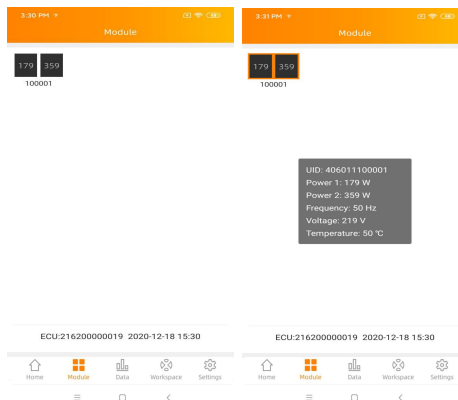 3:30 PM
Module
179 359
100001
ECU:216200000019 2020-12-18 15:30
Home Module Data Workspace Settings
3:31 PM
Module
179 359
100001
UID: 406011100001
Power 1: 179 W
Power 2: 359 W
Frequency: 50 Hz
Voltage: 219 V
Temperature: 50 ℃
ECU:216200000019 2020-12-18 15:30
Home Module Data Workspace Settings